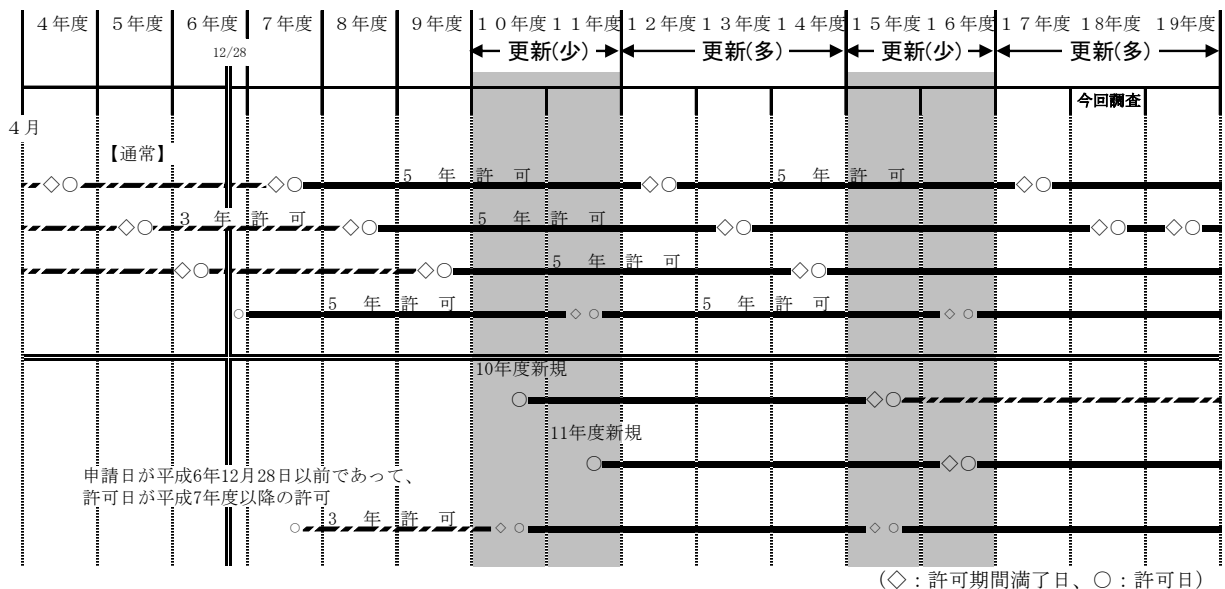 ４年度 ５年度 ６年度 ７年度 ８年度 ９年度 １０年度 １１年度 １２年度 １３年度 １４年度 １５年度 １６年度 １７年度 18年度 19年度
12/28
更新(少) 更新(多) 更新(少) 更新(多)
今回調査
４月
【通常】
５年許可 ５年許可
３年許可 ５年許可
５年許可
５年許可 ５年許可
10年度新規
11年度新規
申請日が平成6年12月28日以前であって、
許可日が平成7年度以降の許可
３年許可
（◇：許可期間満了日、○：許可日）